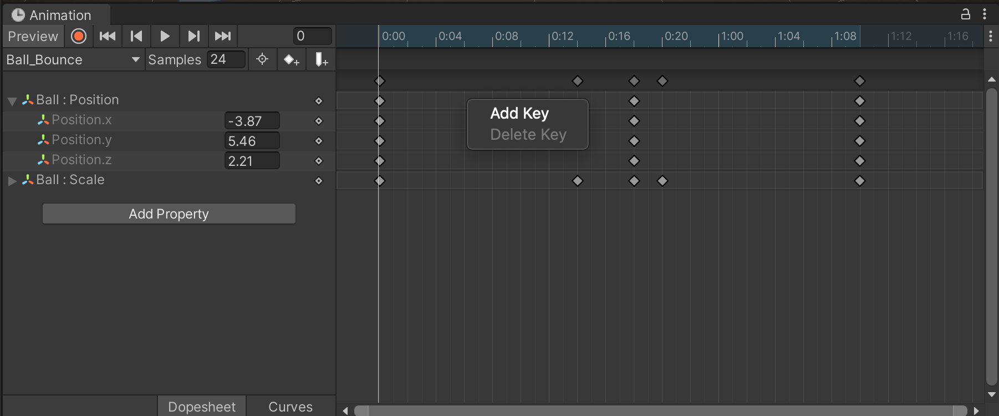 Animation
Preview
0
0:00 0:04 0:08 0:12 0:16 0:20 1:00 1:04 1:08 1:12 1:16
Ball_Bounce
Samples 24
Ball : Position
Position.x -3.87
Position.y 5.46
Position.z 2.21
Ball : Scale
Add Property
Add Key
Delete Key
Dopesheet
Curves